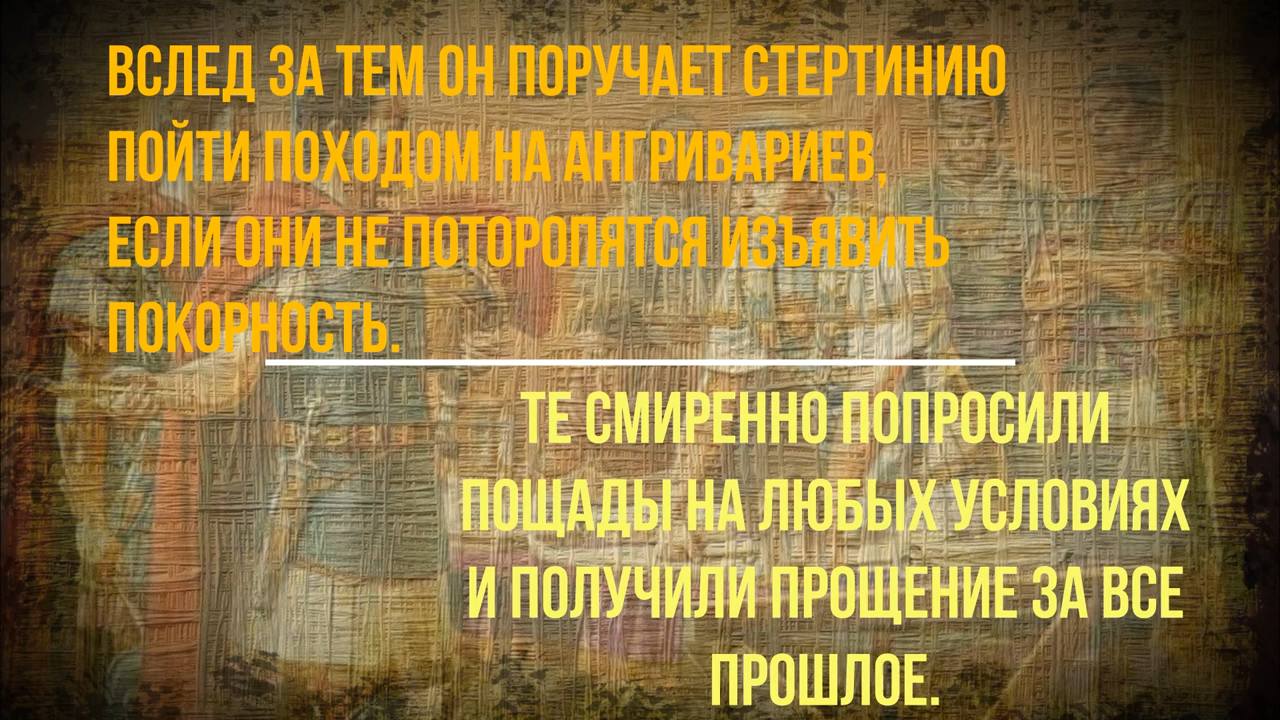 ВСЛЕД ЗА ТЕМ ОН ПОРУЧАЕТ СТЕРТИНИЮ
ПОЙТИ ПОХОДОМ НА АНГРИВАРИЕВ,
ЕСЛИ ОНИ НЕ ПОТОРОПЯТСЯ ИЗЪЯВИТЬ
ПОКОРНОСТЬ.
ТЕ СМИРЕННО ПОПРОСИЛИ
ПОЩАДЫ НА ЛЮБЫХ УСЛОВИЯХ
И ПОЛУЧИЛИ ПРОЩЕНИЕ ЗА ВСЕ
ПРОШЛОЕ.